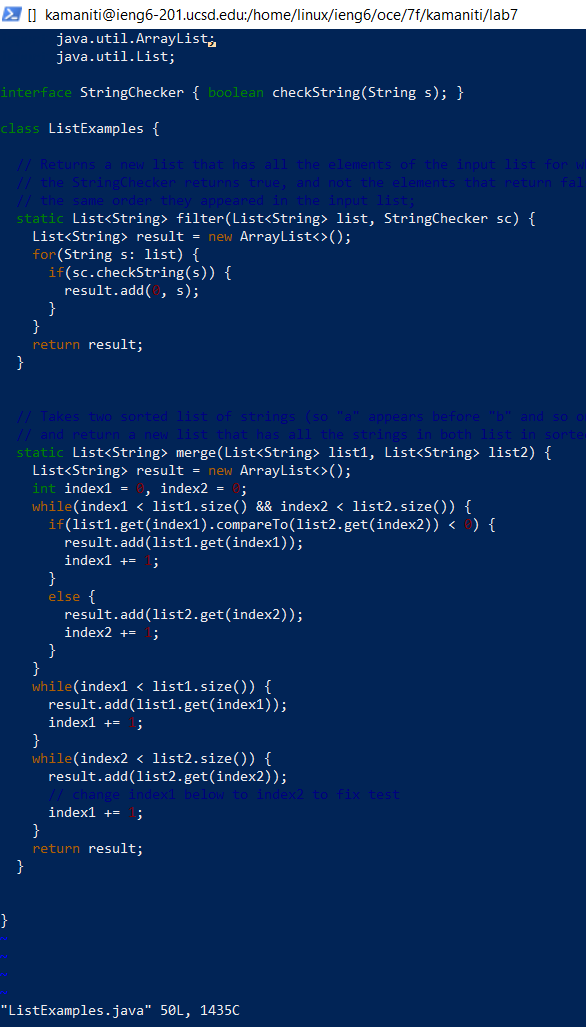 [] kamaniti@ieng6-201.ucsd.edu:/home/linux/ieng6/oce/7f/kamaniti/lab7
java.util.ArrayList;
java.util.List;
interface StringChecker { boolean checkString(String s); }
class ListExamples {
// Returns a new list that has all the elements of the input list for
// the StringChecker returns true, and not the elements that return
// the same order they appeared in the input list;
static List<String> filter(List<String> list, StringChecker sc) {
List<String> result = new ArrayList<>();
for(String s: list) {
if(sc.checkString(s)) {
result.add(0, s);
}
}
return result;
}
// Takes two sorted list of strings (so "a" appears before "b" and so
// and return a new list that has all the strings in both list in
static List<String> merge(List<String> list1, List<String> list2) {
List<String> result = new ArrayList<>();
int index1 = 0, index2 = 0;
while(index1 < list1.size() && index2 < list2.size()) {
if(list1.get(index1).compareTo(list2.get(index2)) < 0) {
result.add(list1.get(index1));
index1 += 1;
}
else {
result.add(list2.get(index2));
index2 += 1;
}
}
while(index1 < list1.size()) {
result.add(list1.get(index1));
index1 += 1;
}
while(index2 < list2.size()) {
result.add(list2.get(index2));
// change index1 below to index2 to fix test
index1 += 1;
}
return result;
}
}
~
~
~
~
"ListExamples.java" 50L, 1435C